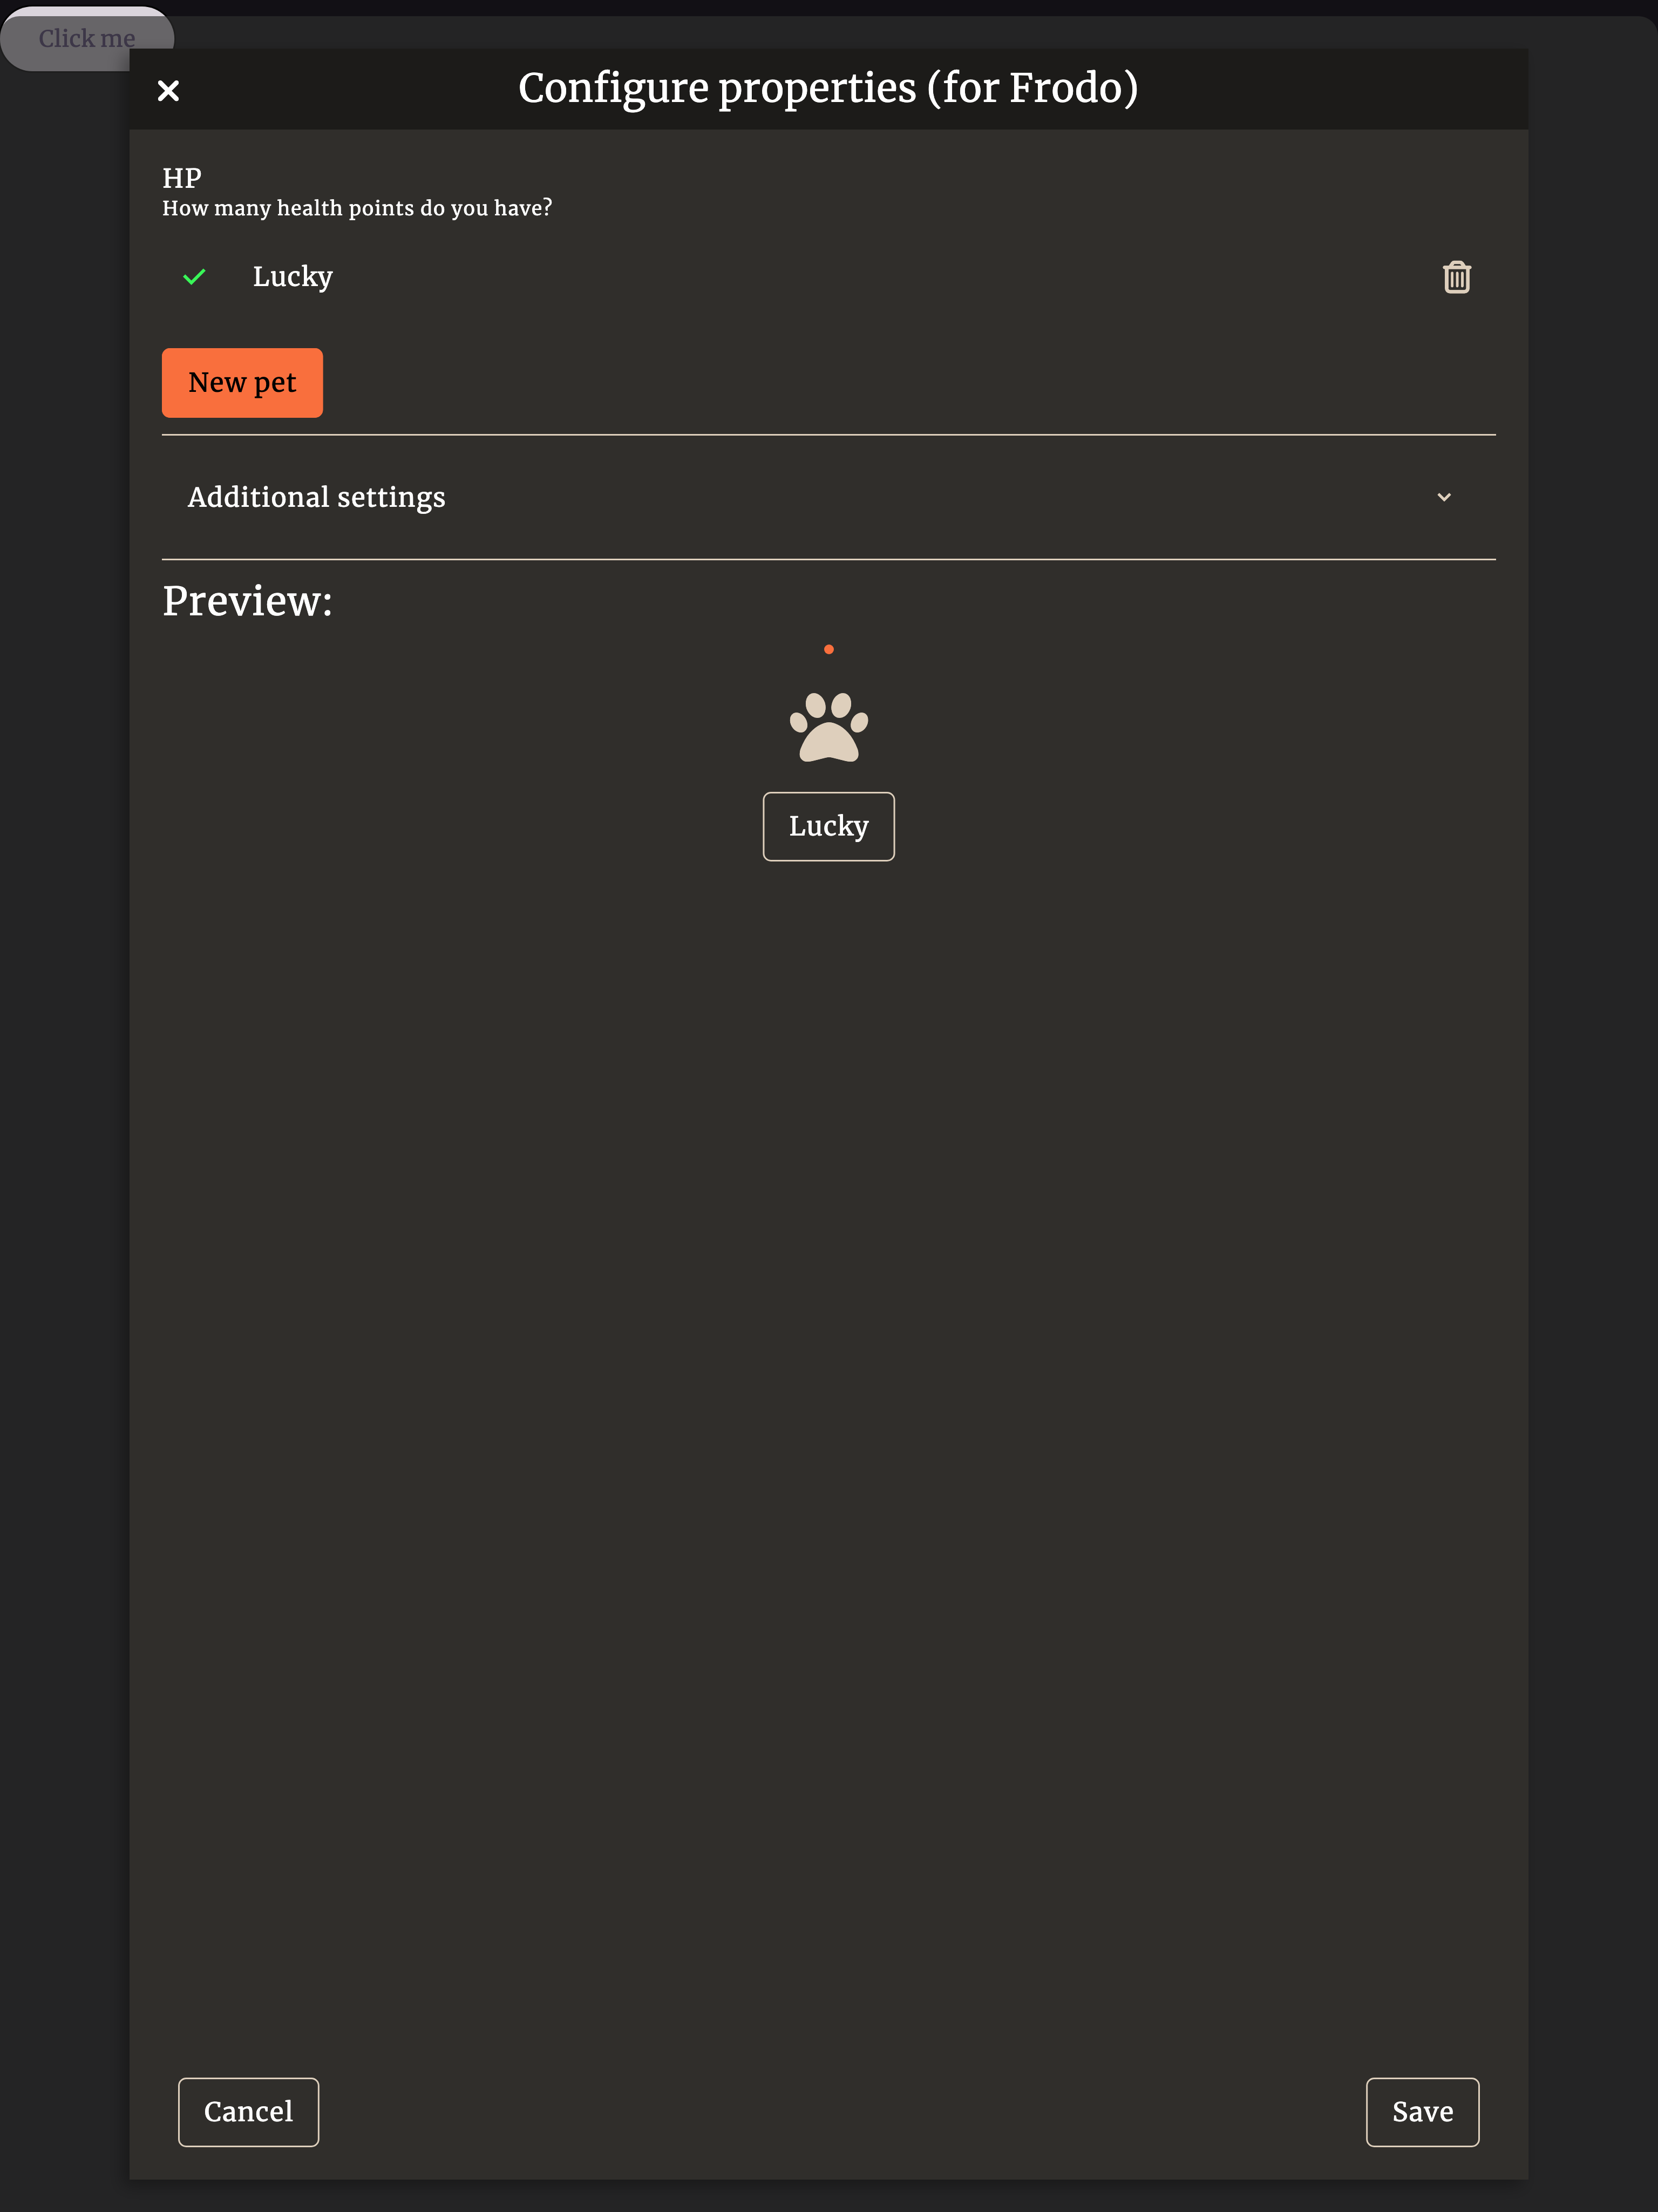 Click me
Configure properties (for Frodo)
HP
How many health points do you have?
Lucky
New pet
Additional settings
Preview:
Lucky
Cancel
Save